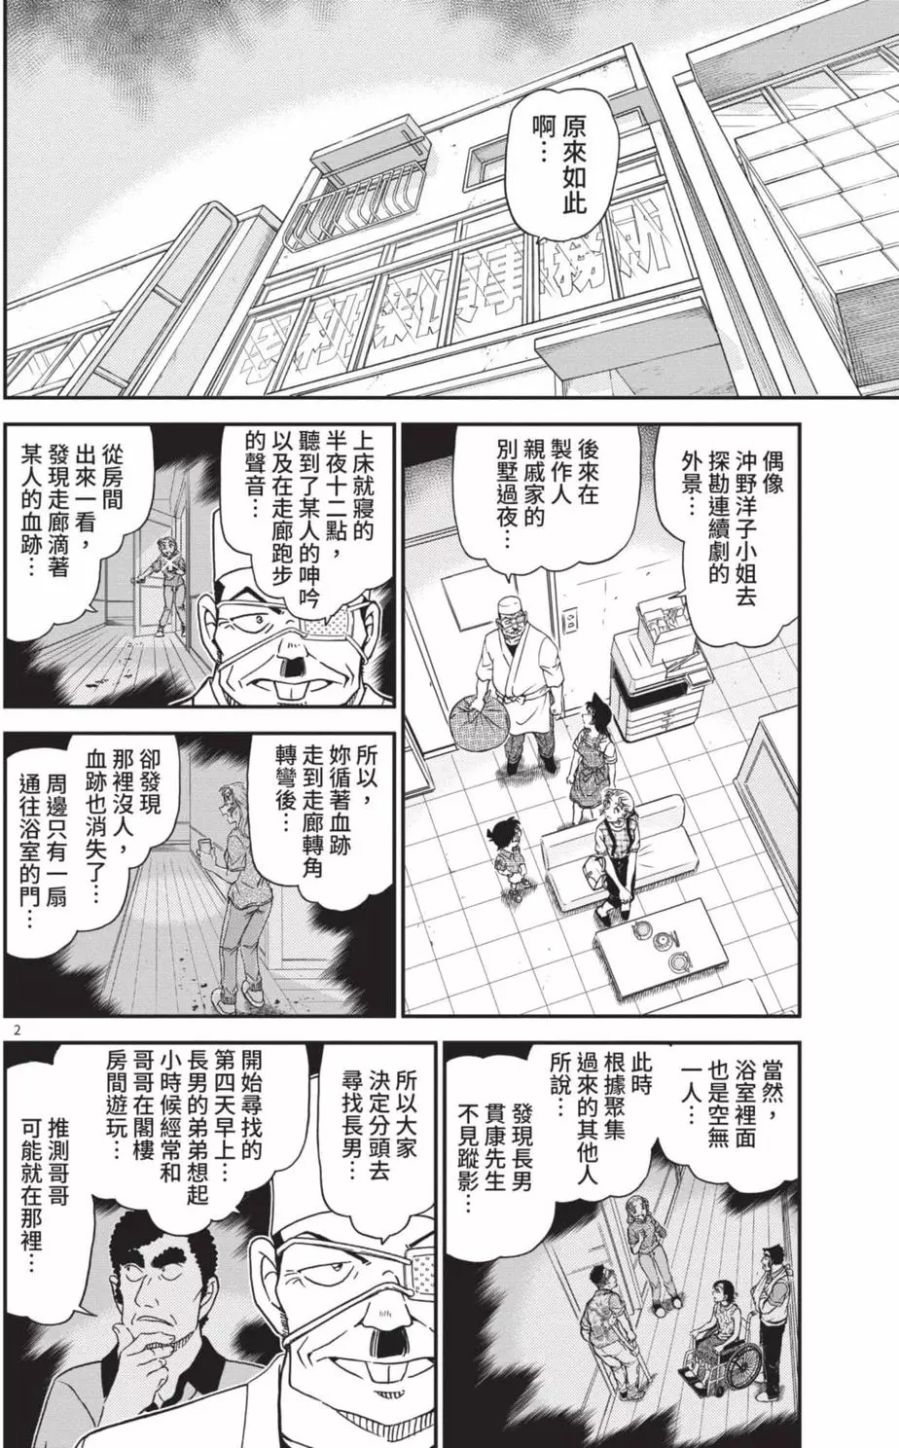 原來如此
啊…
毛利偵探事務所
偶像
沖野洋子小姐去
探勘連續劇的
外景…
後來在
製作人
親戚家的
別墅過夜…
上床就寢的
半夜十二點，
聽到了某人的呻吟
以及在走廊跑步
的聲音…
從房間
出來一看，
發現走廊滴著
某人的血跡…
所以，
妳循著血跡
走到走廊轉角
轉彎後…
卻發現
那裡沒人，
血跡也消失了…
周邊只有一扇
通往浴室的門…
2
當然，
浴室裡面
也是空無
一人…
此時
根據聚集
過來的其他人
所說…
發現長男
貫康先生
不見蹤影…
所以大家
決定分頭去
尋找長男…
開始尋找的
第四天早上…
長男的弟弟想起
小時候經常和
哥哥在閣樓
房間遊玩…
推測哥哥
可能就在那裡…